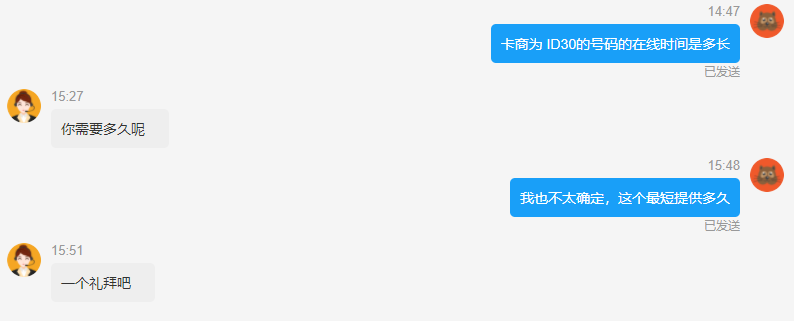 14:47
卡商为 ID30的号码的在线时间是多长
已发送
15:27
你需要多久呢
15:48
我也不太确定，这个最短提供多久
已发送
15:51
一个礼拜吧